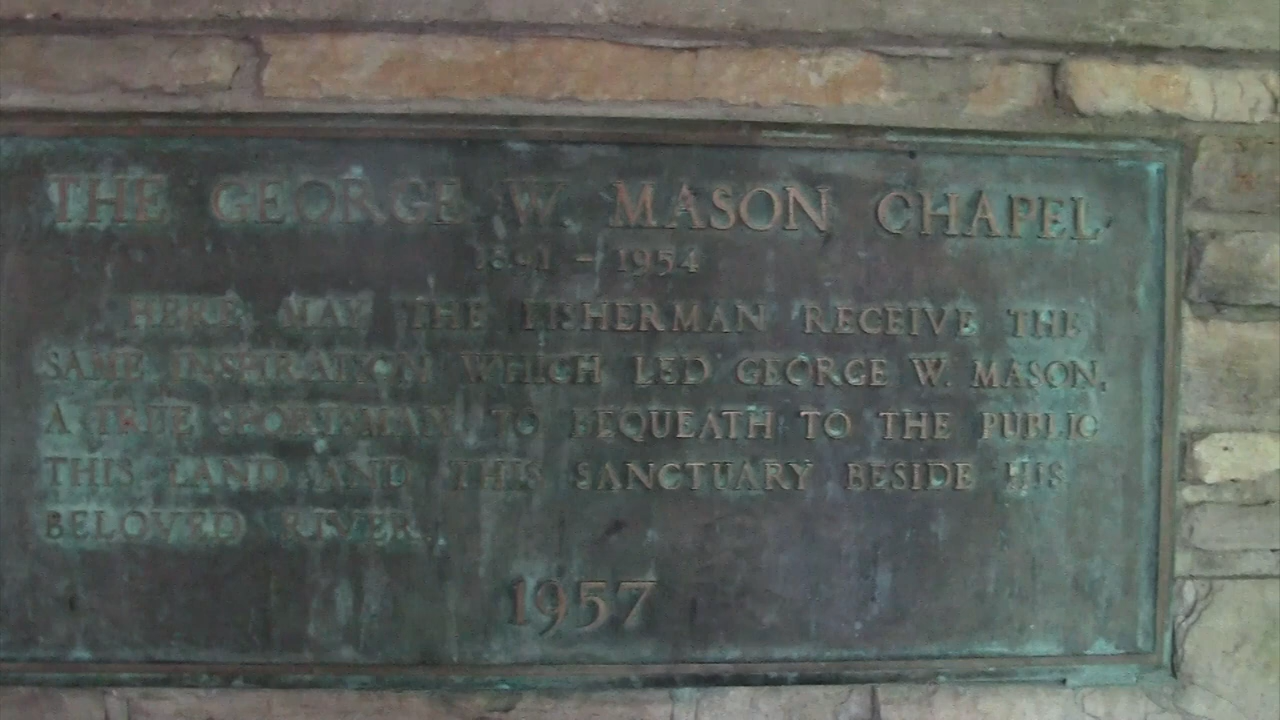 THE GEORGE W. MASON CHAPEL
1891 - 1954
HERE MAY THE FISHERMAN RECEIVE THE
SAME INSPIRATION WHICH LED GEORGE W. MASON,
A TRUE SPORTSMAN, TO BEQUEATH TO THE PUBLIC
THIS LAND AND THIS SANCTUARY BESIDE HIS
BELOVED RIVER.
1957